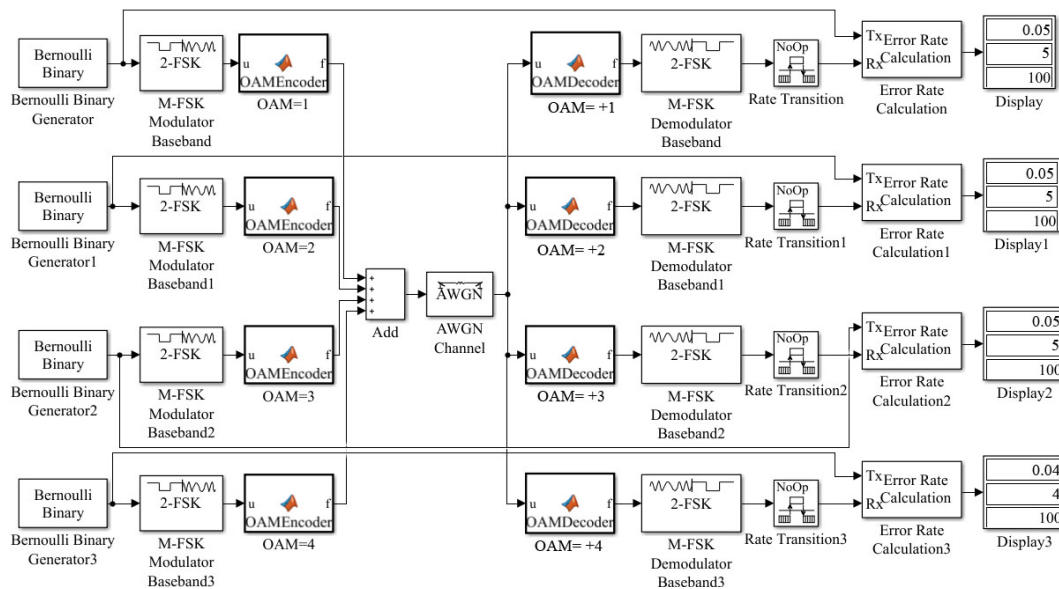 Bernoulli
Binary
Bernoulli Binary
Generator
2-FSK
M-FSK
Modulator
Baseband
u
f
OAMEncoder
OAM=1
u
f
OAMDecoder
OAM= +1
2-FSK
M-FSK
Demodulator
Baseband
NoOp
Rate Transition
Tx
Rx
Error Rate
Calculation
Error Rate
Calculation
0.05
5
100
Display
Bernoulli
Binary
Bernoulli Binary
Generator1
2-FSK
M-FSK
Modulator
Baseband1
u
f
OAMEncoder
OAM=2
u
f
OAMDecoder
OAM= +2
2-FSK
M-FSK
Demodulator
Baseband1
NoOp
Rate Transition1
Tx
Rx
Error Rate
Calculation
Error Rate
Calculation1
0.05
5
100
Display1
+
+
+
+
Add
AWGN
AWGN
Channel
Bernoulli
Binary
Bernoulli Binary
Generator2
2-FSK
M-FSK
Modulator
Baseband2
u
f
OAMEncoder
OAM=3
u
f
OAMDecoder
OAM= +3
2-FSK
M-FSK
Demodulator
Baseband2
NoOp
Rate Transition2
Tx
Rx
Error Rate
Calculation
Error Rate
Calculation2
0.05
5
100
Display2
Bernoulli
Binary
Bernoulli Binary
Generator3
2-FSK
M-FSK
Modulator
Baseband3
u
f
OAMEncoder
OAM=4
u
f
OAMDecoder
OAM= +4
2-FSK
M-FSK
Demodulator
Baseband3
NoOp
Rate Transition3
Tx
Rx
Error Rate
Calculation
Error Rate
Calculation3
0.04
4
100
Display3